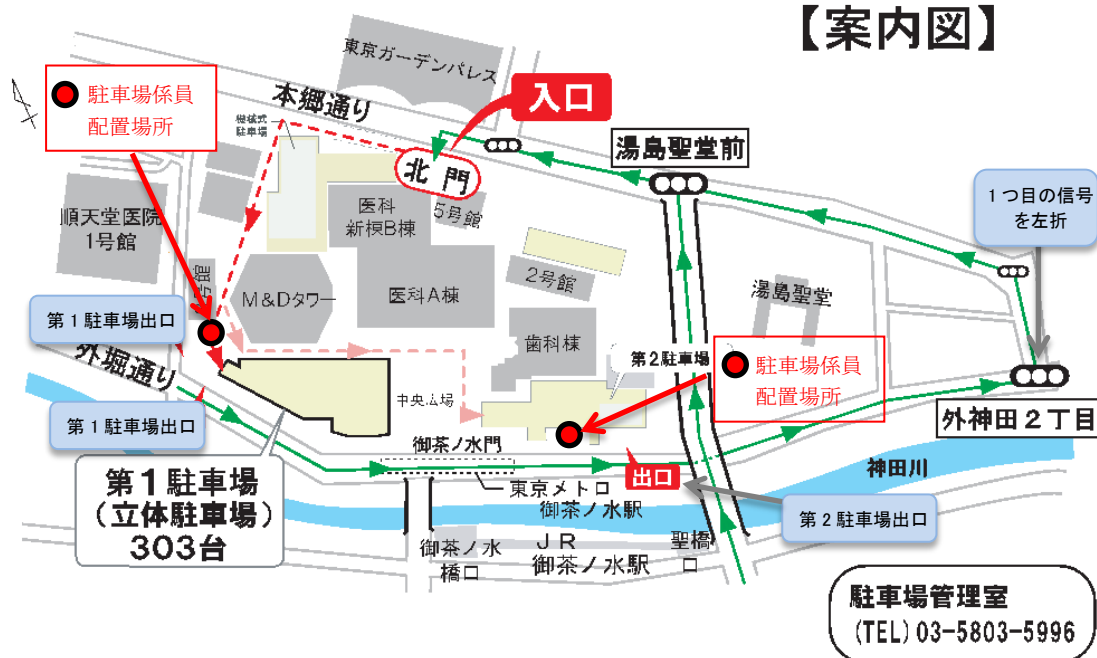 【案内図】
東京ガーデンパレス
駐車場係員
配置場所
本郷通り
入口
機械式
駐車場
北門
湯島聖堂前
1つ目の信号
を左折
順天堂医院
1号館
医科
新棟B棟
5号館
2号館
号館
M&Dタワー
医科A棟
湯島聖堂
歯科棟
第1駐車場出口
外堀通り
第2駐車場
駐車場係員
配置場所
中央広場
第1駐車場出口
外神田2丁目
御茶ノ水門
出口
神田川
第1駐車場
(立体駐車場)
303台
東京メトロ
御茶ノ水駅
第2駐車場出口
御茶ノ水
橋口
JR
御茶ノ水駅
聖橋
口
駐車場管理室
(TEL)03-5803-5996